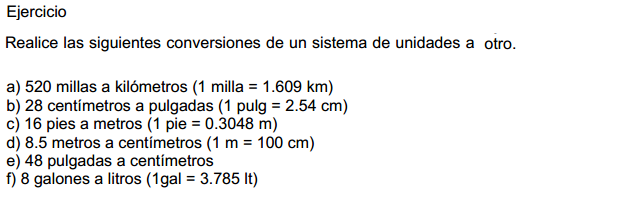 Ejercicio
Realice las siguientes conversiones de un sistema de unidades a otro.
a) 520 millas a kilómetros (1 milla = 1.609 km)
b) 28 centímetros a pulgadas (1 pulg = 2.54 cm)
c) 16 pies a metros (1 pie = 0.3048 m)
d) 8.5 metros a centímetros (1 m = 100 cm)
e) 48 pulgadas a centímetros
f) 8 galones a litros (1gal = 3.785 lt)